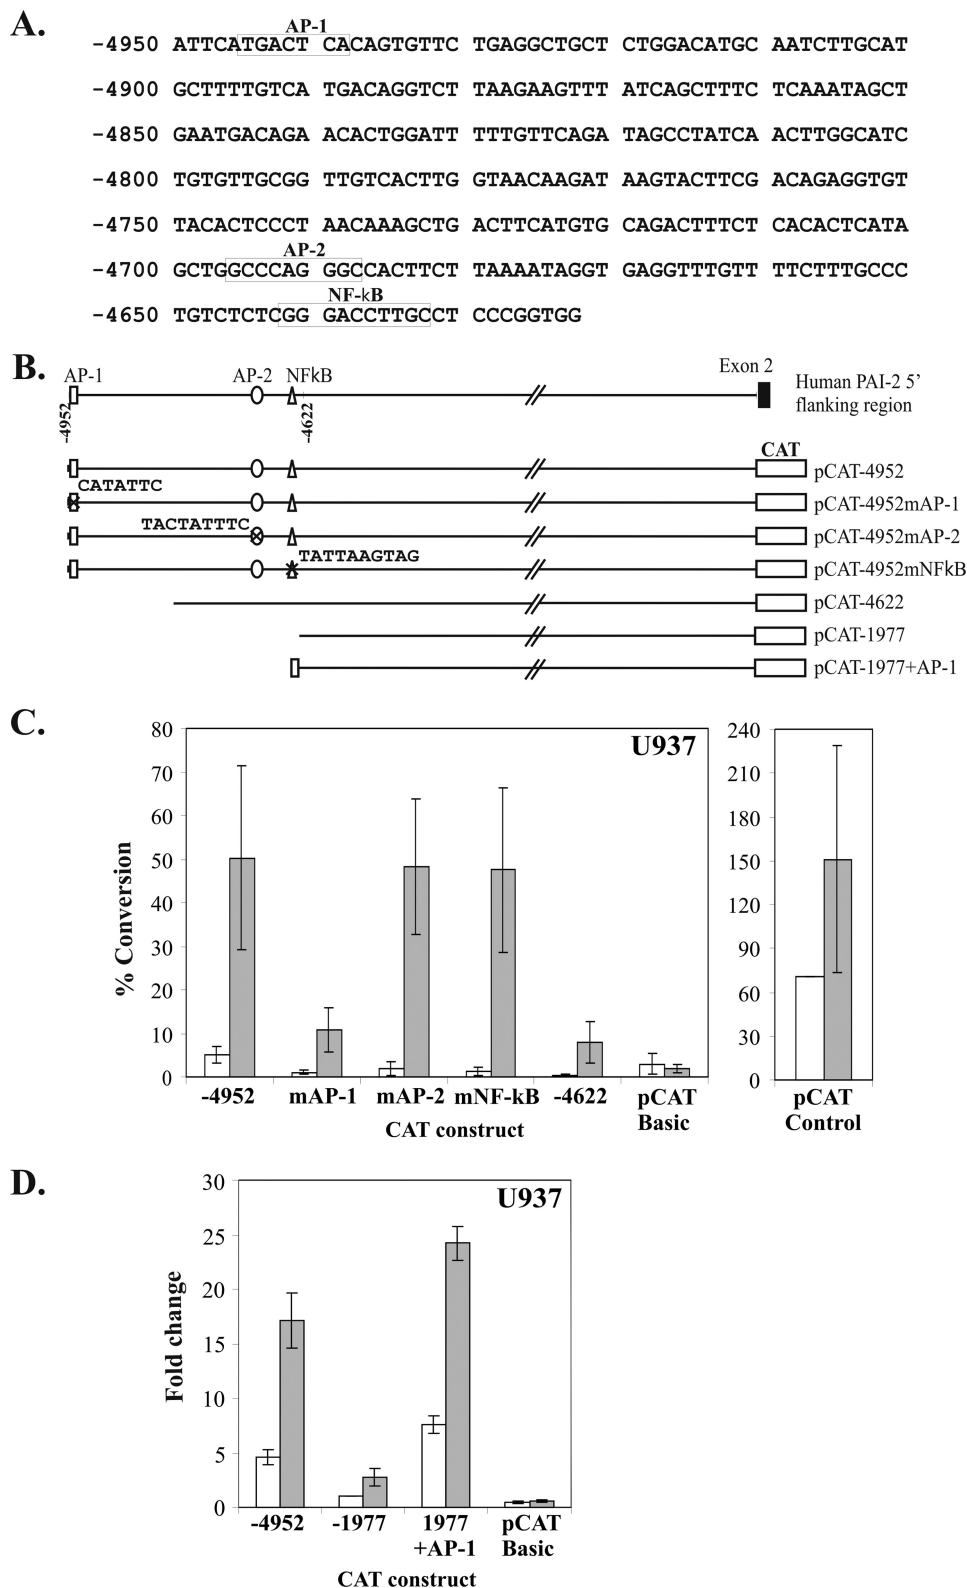 A.
AP-1
-4950 ATTCATGACT CACAGTGTTC TGAGGCTGCT CTGGACATGC AATCTTGCAT
-4900 GCTTTTGTCA TGACAGGTCT TAAGAAGTTT ATCAGCTTTC TCAAATAGCT
-4850 GAATGACAGA ACACTGGATT TTTGTTCAGA TAGCCTATCA ACTTGGCATC
-4800 TGTGTTGCGG TTGTCACTTG GTAACAAGAT AAGTACTTCG ACAGAGGTGT
-4750 TACACTCCCT AACAAAGCTG ACTTCATGTG CAGACTTTCT CACACTCATA
AP-2
-4700 GCTGGCCCAG GGCCACTTCT TAAAATAGGT GAGGTTTGTT TTCTTTGCCC
NF-kB
-4650 TGTCTCTCGG GACCTTGCCT CCCGGTGG
B.
AP-1 AP-2 NFkB Exon 2
Human PAI-2 5'
flanking region
-4952 -4622
CAT
pCAT-4952
CATATTC
pCAT-4952mAP-1
TACTATTTC
pCAT-4952mAP-2
TATTAAGTAG
pCAT-4952mNFkB
pCAT-4622
pCAT-1977
pCAT-1977+AP-1
C.
U937
% Conversion
80
70
60
50
40
30
20
10
0
-4952 mAP-1 mAP-2 mNF-kB -4622 pCAT
Basic
CAT construct
240
210
180
150
120
90
60
30
0
pCAT
Control
D.
U937
Fold change
30
25
20
15
10
5
0
-4952 -1977 1977 pCAT
+AP-1 Basic
CAT construct